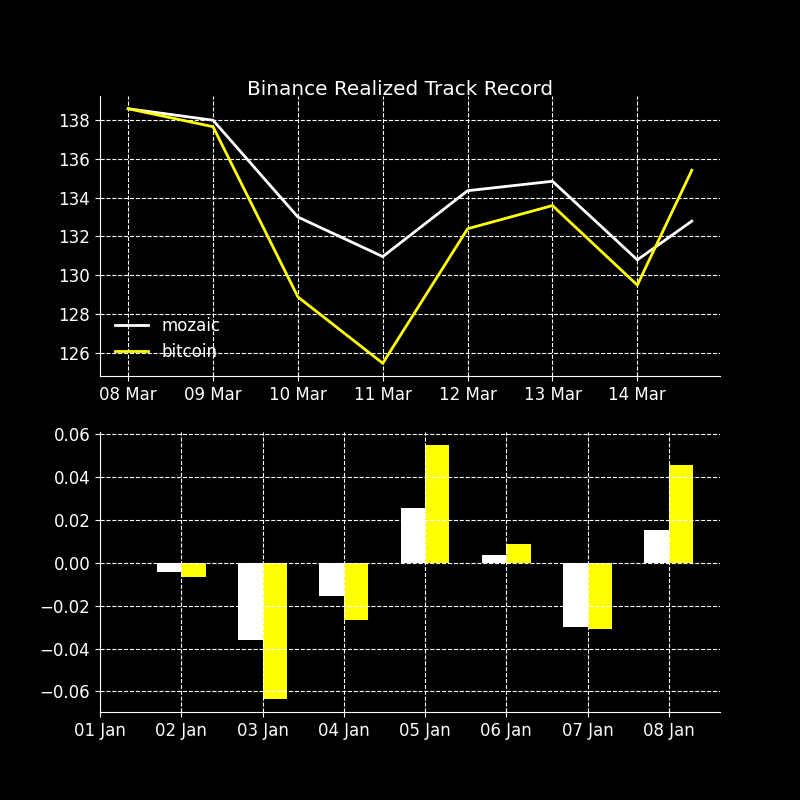 Binance Realized Track Record
138
136
134
132
130
128
126
mozaic
bitcoin
08 Mar 09 Mar 10 Mar 11 Mar 12 Mar 13 Mar 14 Mar
0.06
0.04
0.02
0.00
−0.02
−0.04
−0.06
01 Jan 02 Jan 03 Jan 04 Jan 05 Jan 06 Jan 07 Jan 08 Jan